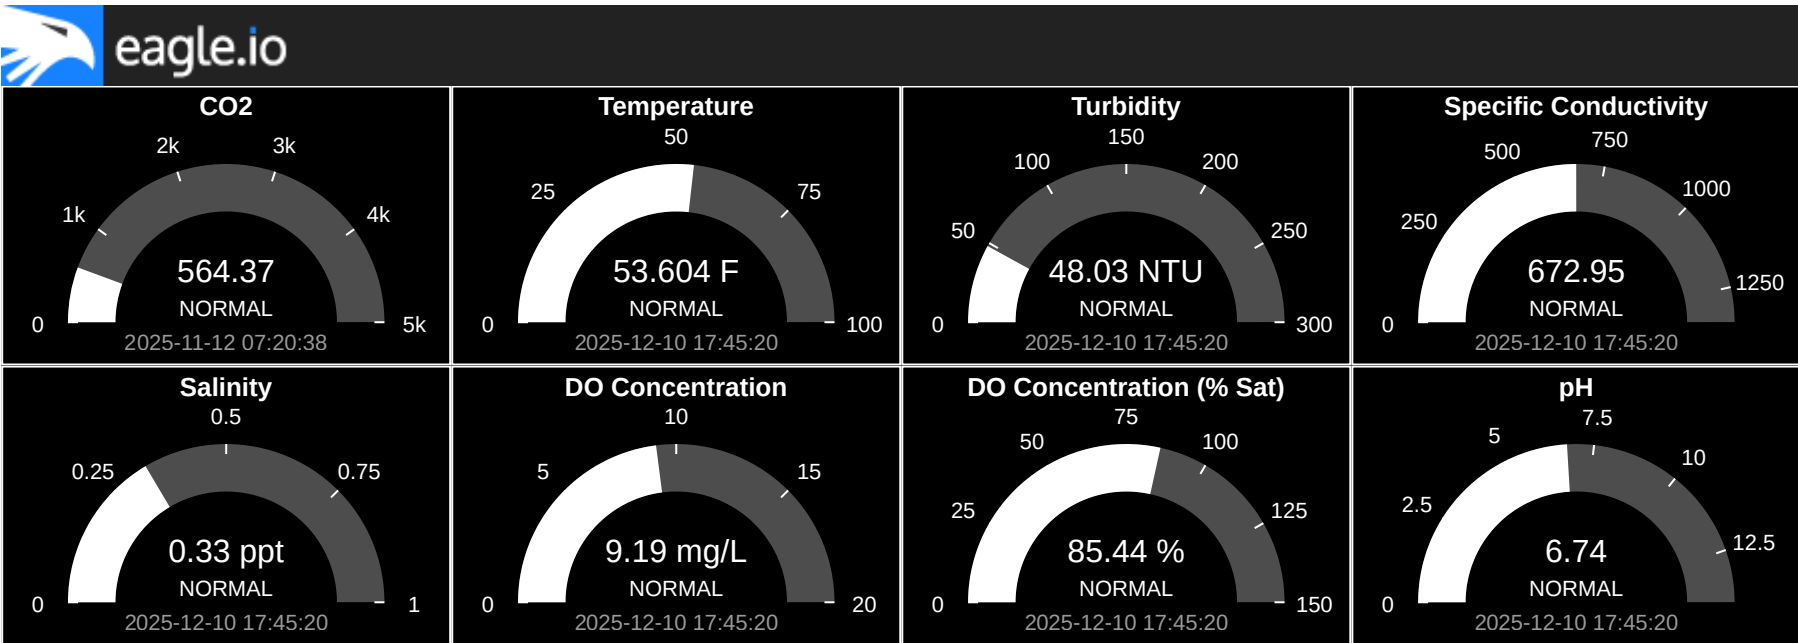 eagle.io
CO2
0
1k
2k
3k
4k
5k
564.37
NORMAL
2025-11-12 07:20:38
Temperature
0
25
50
75
100
53.604 F
NORMAL
2025-12-10 17:45:20
Turbidity
0
50
100
150
200
250
300
48.03 NTU
NORMAL
2025-12-10 17:45:20
Specific Conductivity
0
250
500
750
1000
1250
672.95
NORMAL
2025-12-10 17:45:20
Salinity
0
0.25
0.5
0.75
1
0.33 ppt
NORMAL
2025-12-10 17:45:20
DO Concentration
0
5
10
15
20
9.19 mg/L
NORMAL
2025-12-10 17:45:20
DO Concentration (% Sat)
0
25
50
75
100
125
150
85.44 %
NORMAL
2025-12-10 17:45:20
pH
0
2.5
5
7.5
10
12.5
6.74
NORMAL
2025-12-10 17:45:20